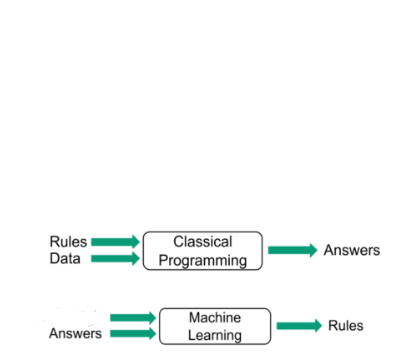 Rules
Data
Classical
Programming
Answers
Answers
Machine
Learning
Rules